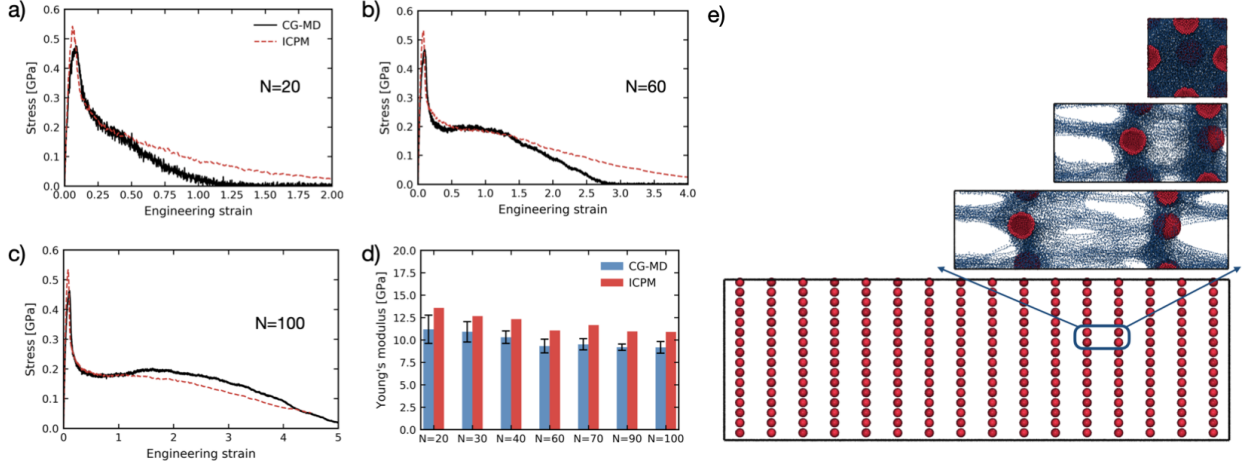 a)
0.6
0.5
0.4
0.3
0.2
0.1
0.0
Stress [GPa]
CG-MD
ICPM
N=20
0.00 0.25 0.50 0.75 1.00 1.25 1.50 1.75 2.00
Engineering strain
b)
0.6
0.5
0.4
0.3
0.2
0.1
0.0
Stress [GPa]
N=60
0.0 0.5 1.0 1.5 2.0 2.5 3.0 3.5 4.0
Engineering strain
c)
0.6
0.5
0.4
0.3
0.2
0.1
0.0
Stress [GPa]
N=100
0 1 2 3 4 5
Engineering strain
d)
20.0
17.5
15.0
12.5
10.0
7.5
5.0
2.5
0.0
Young's modulus [GPa]
CG-MD
ICPM
N=20 N=30 N=40 N=60 N=70 N=90 N=100
e)